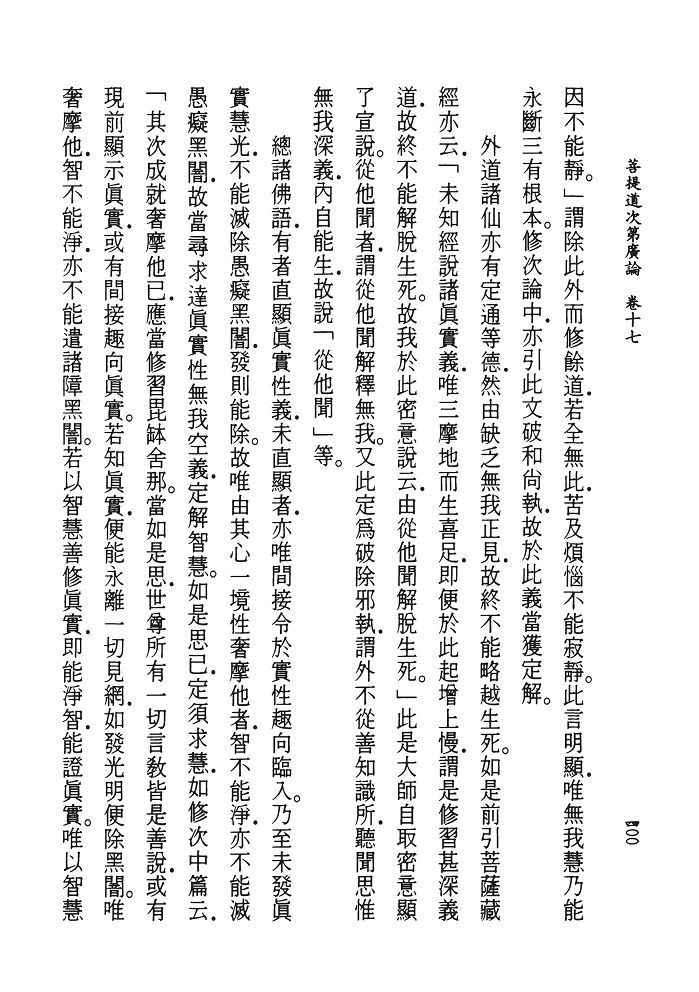 菩提道次第廣論 卷十七
四〇〇
因不能靜。」謂除此外而修餘道．若全無此．苦及煩惱不能寂靜。此言明顯．唯無我慧乃能
永斷三有根本。修次論中．亦引此文破和尚執．故於此義當獲定解。
外道諸仙亦有定通等德．然由缺乏無我正見．故終不能略越生死。如是前引菩薩藏
經亦云．「未知經說諸眞實義．唯三摩地而生喜足．即便於此起增上慢．謂是修習甚深義
道．故終不能解脫生死。故我於此密意說云．由從他聞解脫生死。」此是大師自取密意顯
了宣說。從他聞者．謂從他聞解釋無我。又此定爲破除邪執．謂外不從善知識所．聽聞思惟
無我深義．內自能生．故說「從他聞」等。
總諸佛語．有者直顯眞實性義．未直顯者．亦唯間接令於實性趣向臨入。乃至未發眞
實慧光．不能滅除愚癡黑闇．發則能除。故唯由其心一境性奢摩他者．智不能淨．亦不能滅
愚癡黑闇．故當尋求達眞實性無我空義．定解智慧。如是思已．定須求慧．如修次中篇云．
「其次成就奢摩他已．應當修習毘鉢舍那。當如是思．世尊所有一切言敎皆是善說．或有
現前顯示眞實．或有間接趣向眞實。若知眞實．便能永離一切見網．如發光明便除黑闇。唯
奢摩他．智不能淨．亦不能遣諸障黑闇。若以智慧善修眞實．即能淨智．能證眞實。唯以智慧